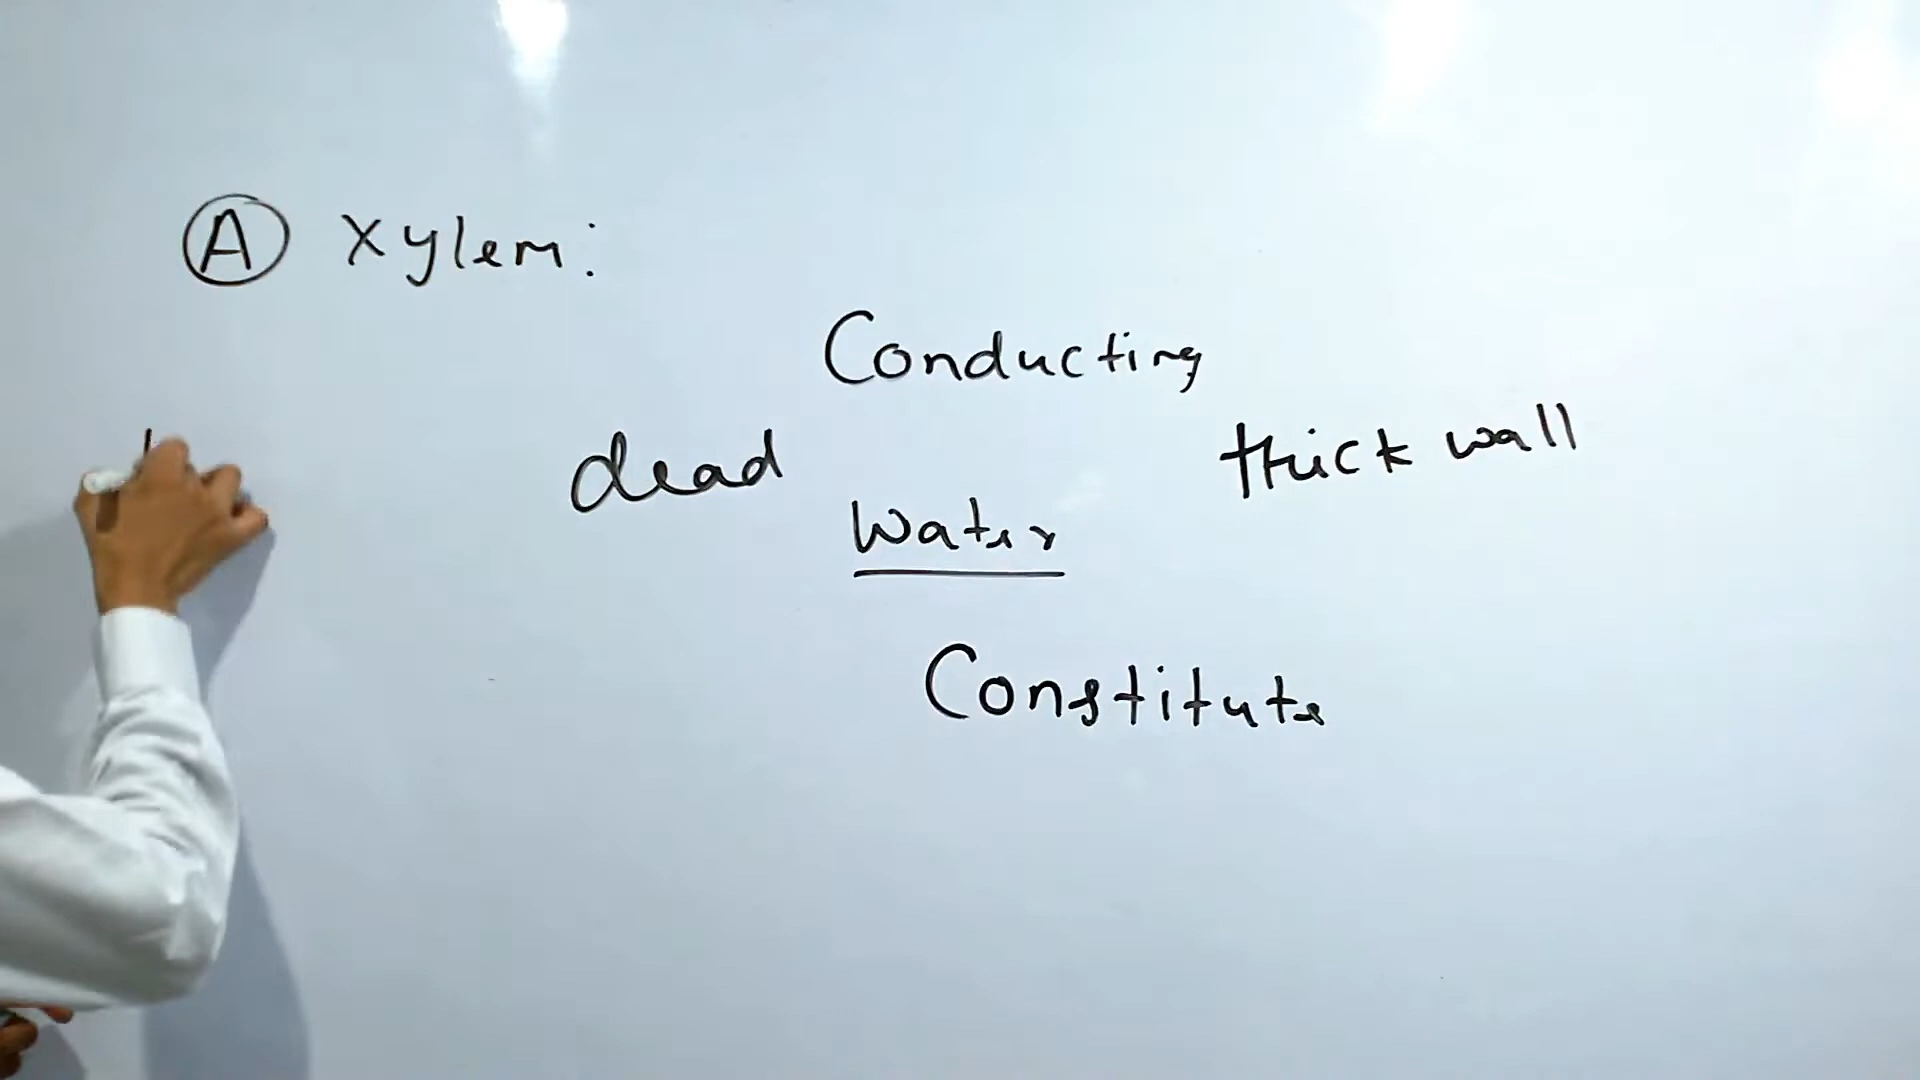 A Xylem:
Conducting
dead thick wall
Water
Constitute